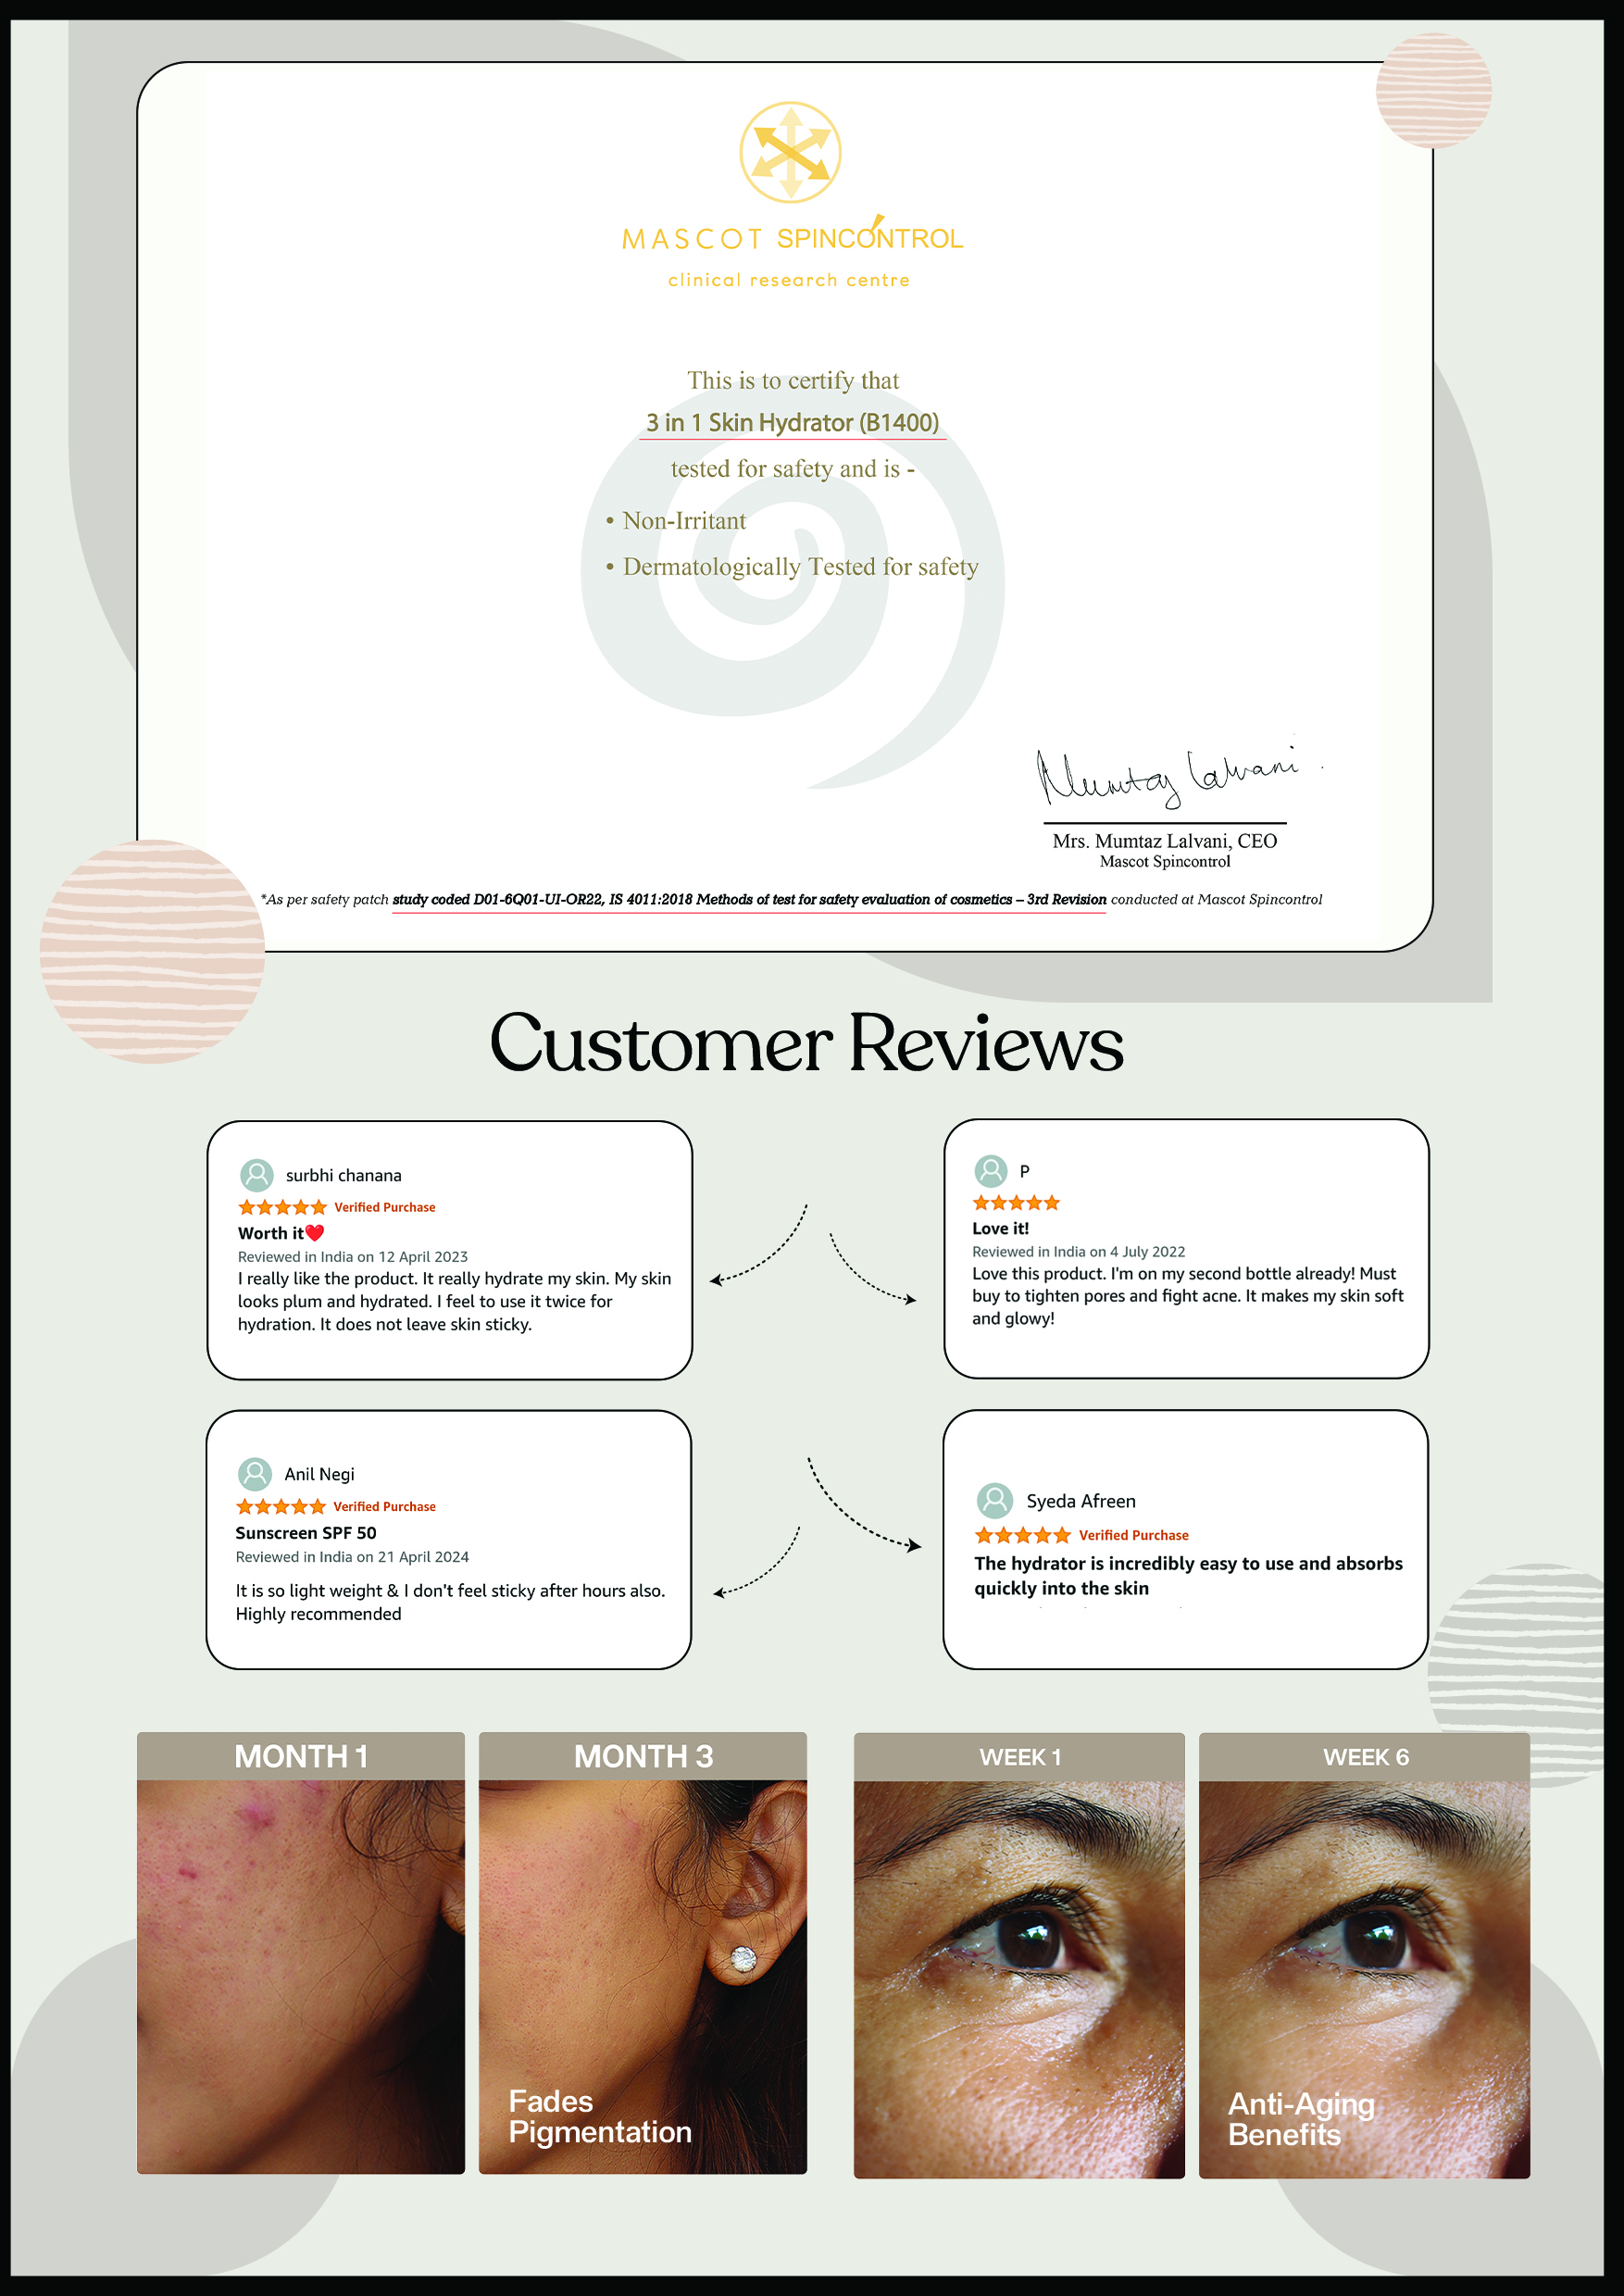 MASCOT SPINCONTROL
clinical research centre
This is to certify that
3 in 1 Skin Hydrator (B1400)
tested for safety and is -
• Non-Irritant
• Dermatologically Tested for safety
Mumtaz Lalvani
Mrs. Mumtaz Lalvani, CEO
Mascot Spincontrol
*As per safety patch study coded D01-6Q01-UI-OR22, IS 4011:2018 Methods of test for safety evaluation of cosmetics – 3rd Revision conducted at Mascot Spincontrol
Customer Reviews
surbhi chanana
Verified Purchase
Worth it❤️
Reviewed in India on 12 April 2023
I really like the product. It really hydrate my skin. My skin
looks plum and hydrated. I feel to use it twice for
hydration. It does not leave skin sticky.
P
Love it!
Reviewed in India on 4 July 2022
Love this product. I'm on my second bottle already! Must
buy to tighten pores and fight acne. It makes my skin soft
and glowy!
Anil Negi
Verified Purchase
Sunscreen SPF 50
Reviewed in India on 21 April 2024
It is so light weight & I don't feel sticky after hours also.
Highly recommended
Syeda Afreen
Verified Purchase
The hydrator is incredibly easy to use and absorbs
quickly into the skin
MONTH 1
MONTH 3
Fades
Pigmentation
WEEK 1
WEEK 6
Anti-Aging
Benefits